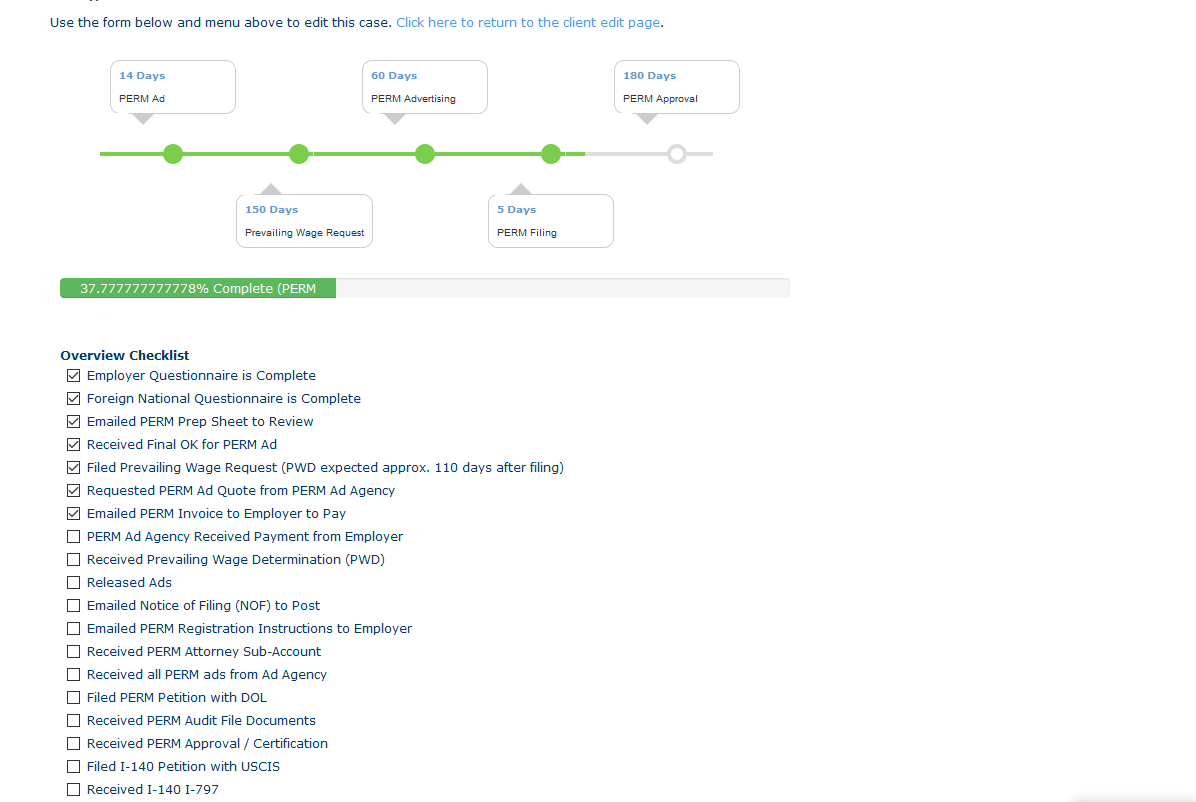 Use the form below and menu above to edit this case. Click here to return to the client edit page.
14 Days
PERM Ad
60 Days
PERM Advertising
180 Days
PERM Approval
150 Days
Prevailing Wage Request
5 Days
PERM Filing
37.777777777778% Complete (PERM
Overview Checklist
Employer Questionnaire is Complete
Foreign National Questionnaire is Complete
Emailed PERM Prep Sheet to Review
Received Final OK for PERM Ad
Filed Prevailing Wage Request (PWD expected approx. 110 days after filing)
Requested PERM Ad Quote from PERM Ad Agency
Emailed PERM Invoice to Employer to Pay
PERM Ad Agency Received Payment from Employer
Received Prevailing Wage Determination (PWD)
Released Ads
Emailed Notice of Filing (NOF) to Post
Emailed PERM Registration Instructions to Employer
Received PERM Attorney Sub-Account
Received all PERM ads from Ad Agency
Filed PERM Petition with DOL
Received PERM Audit File Documents
Received PERM Approval / Certification
Filed I-140 Petition with USCIS
Received I-140 I-797